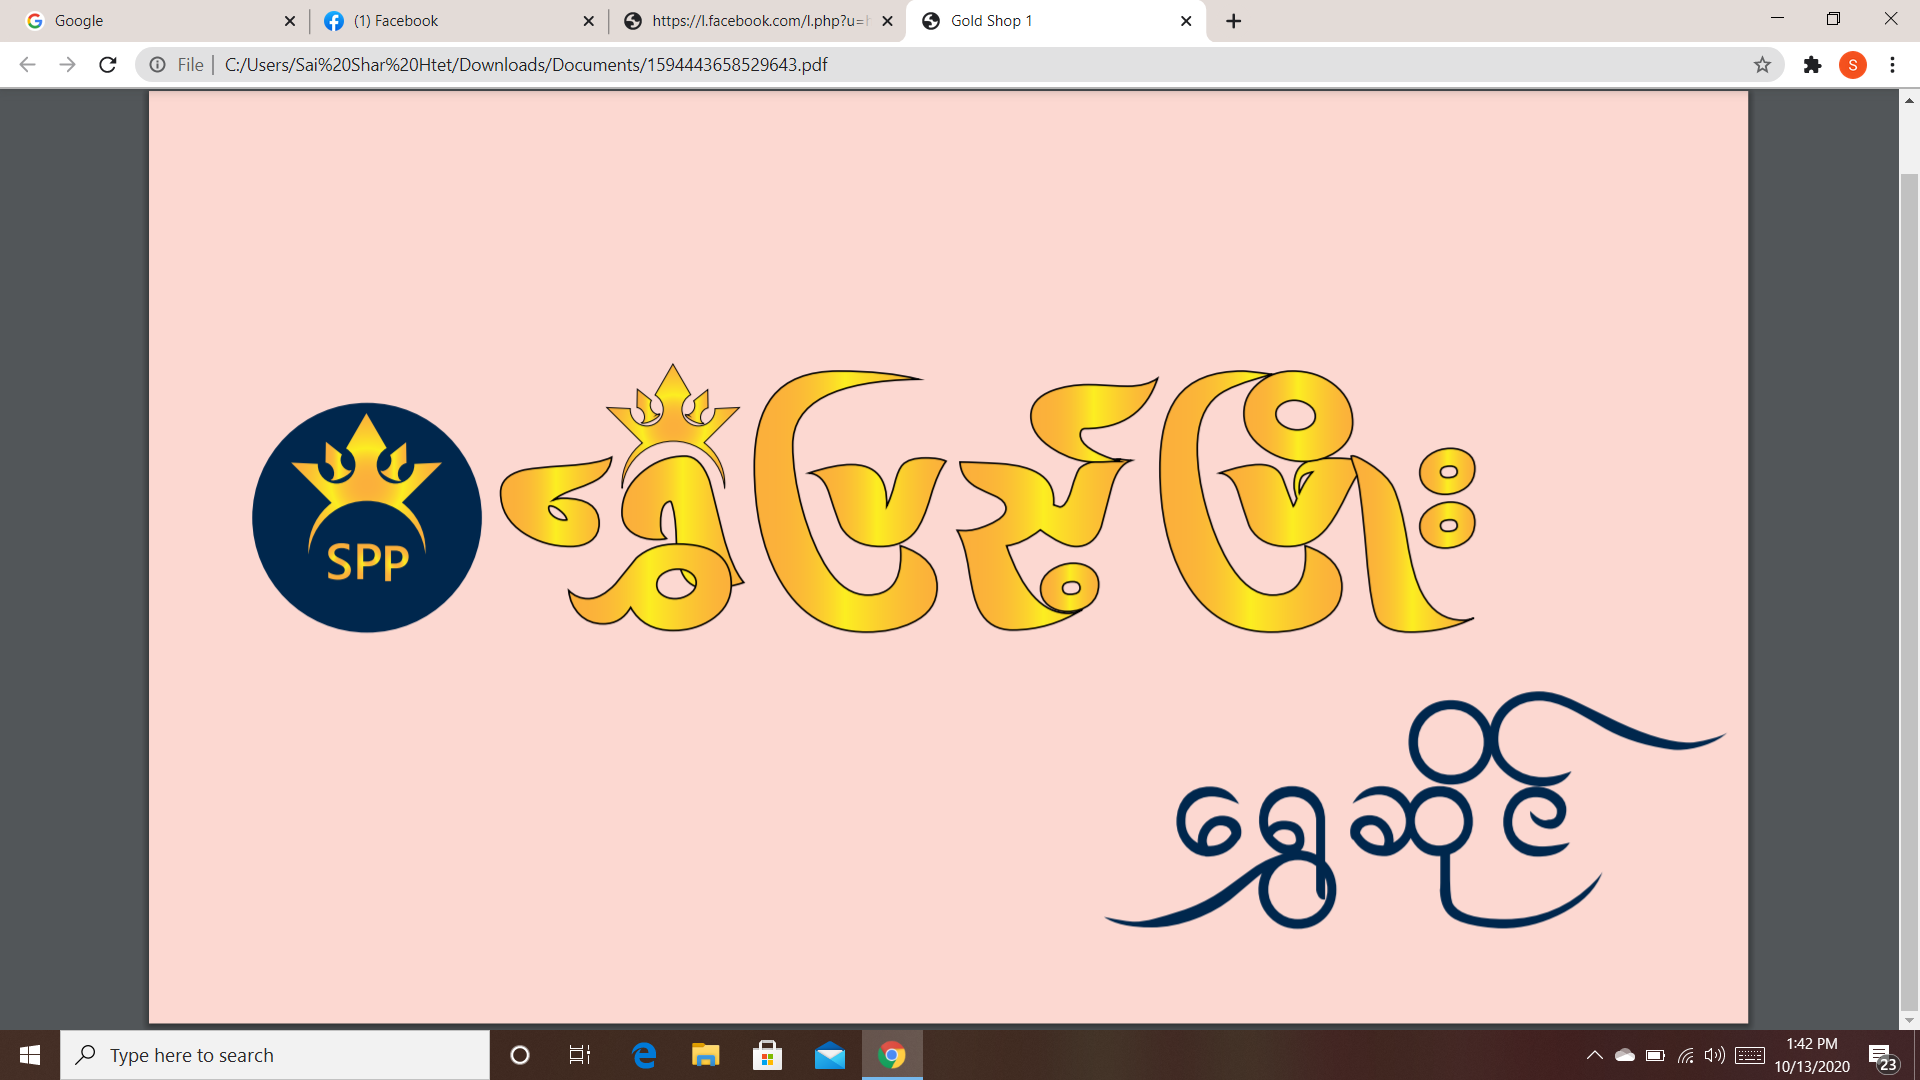 Google
(1) Facebook
https://l.facebook.com/l.php?u=h
Gold Shop 1
File
C:/Users/Sai%20Shar%20Htet/Downloads/Documents/1594443658529643.pdf
S
SPP
ရွှေပြည့်ဖြိုး
ရွှေဆိုင်
Type here to search
1:42 PM
10/13/2020
23